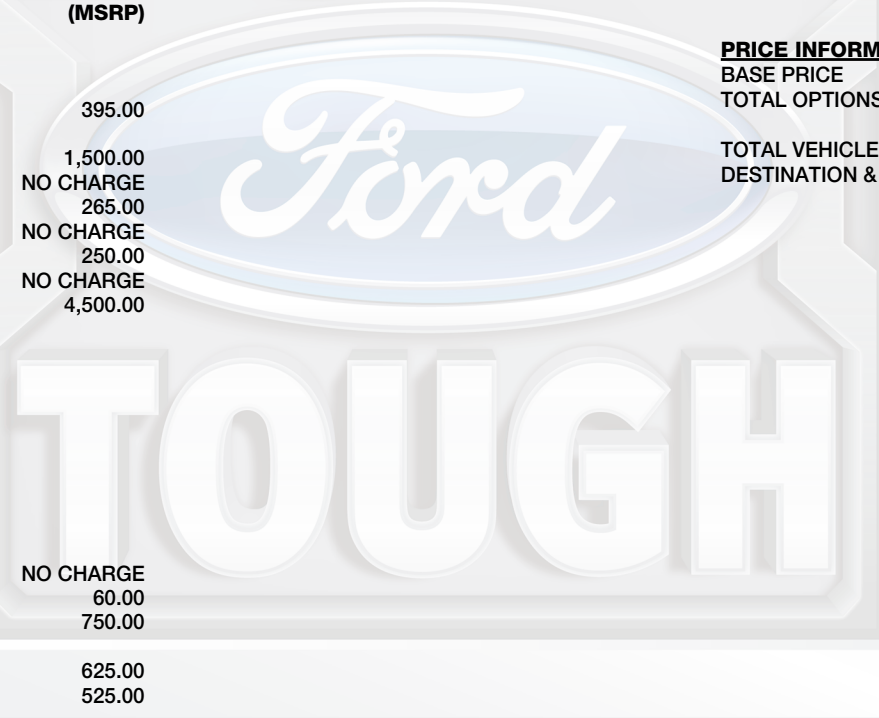 (MSRP)
395.00
1,500.00
NO CHARGE
265.00
NO CHARGE
250.00
NO CHARGE
4,500.00
NO CHARGE
60.00
750.00
625.00
525.00
PRICE INFORM
BASE PRICE
TOTAL OPTIONS
TOTAL VEHICLE
DESTINATION &
Ford
TOUGH